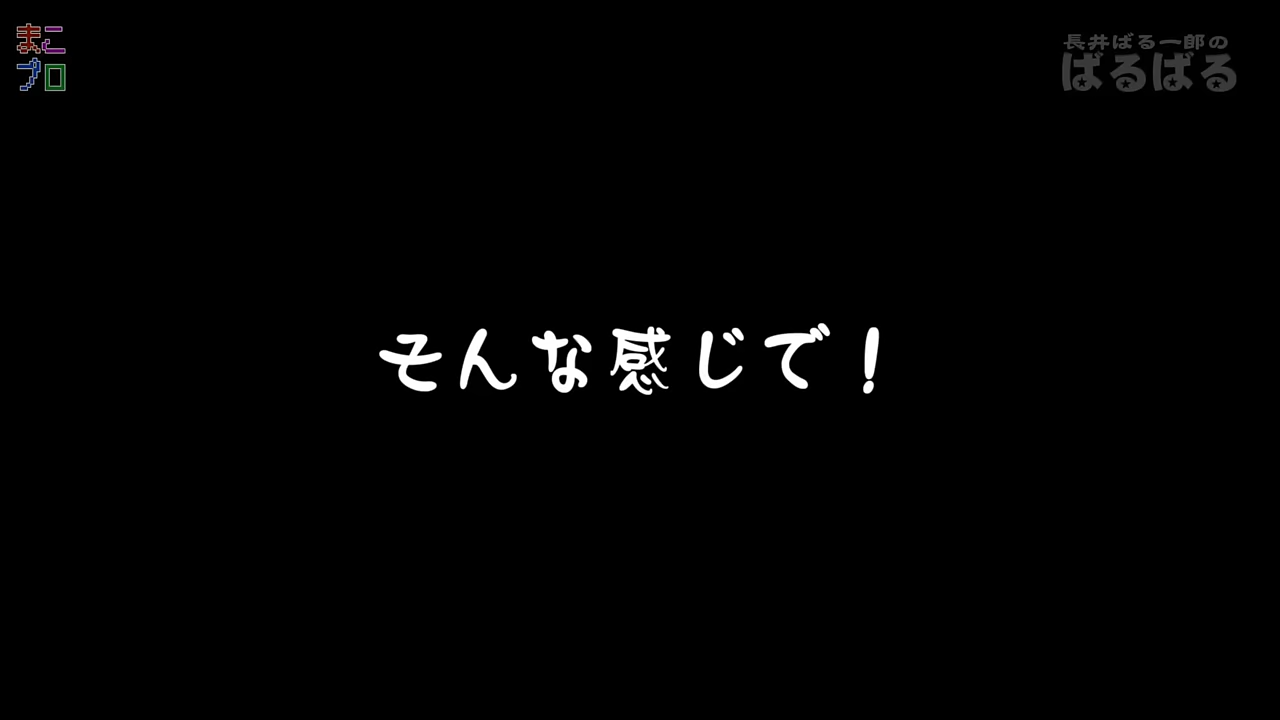 まこ
プロ
長井ばる一郎の
ばるばる
そんな感じで！